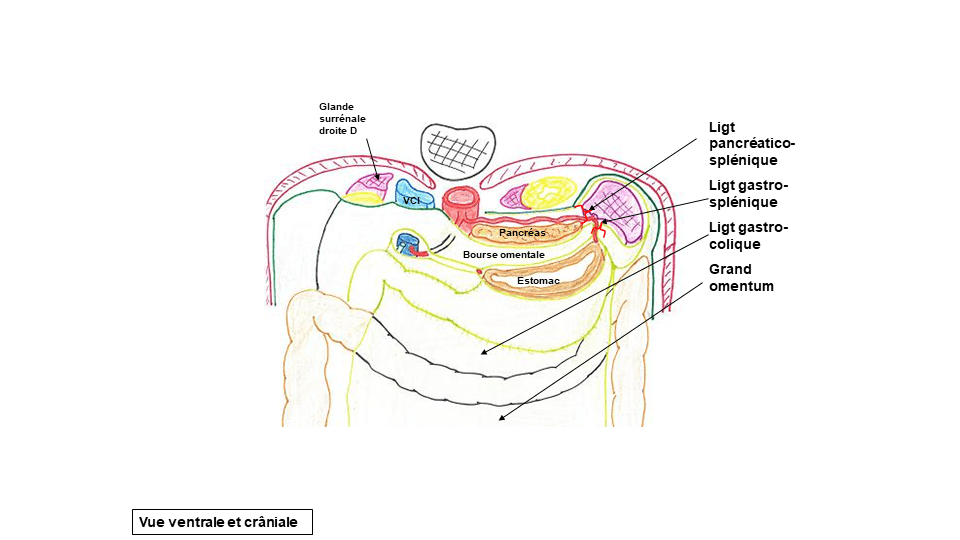 Glande
surrénale
droite D
VCI
Pancréas
Bourse omentale
Estomac
Ligt
pancréatico-
splénique
Ligt gastro-
splénique
Ligt gastro-
colique
Grand
omentum
Vue ventrale et crâniale